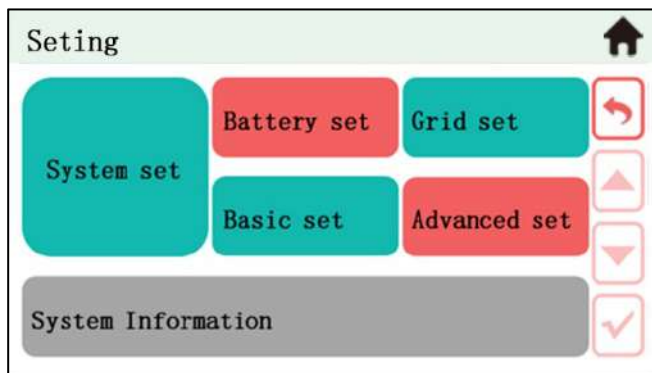 Seting
System set
Battery set
Grid set
Basic set
Advanced set
System Information